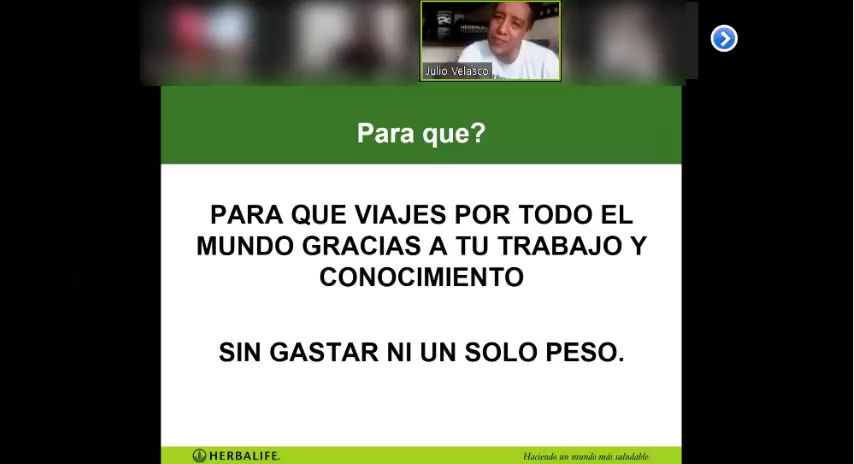 HERBALIFE
Julio Velasco
Para que?
PARA QUE VIAJES POR TODO EL
MUNDO GRACIAS A TU TRABAJO Y
CONOCIMIENTO
SIN GASTAR NI UN SOLO PESO.
HERBALIFE.
Haciendo un mundo más saludable.